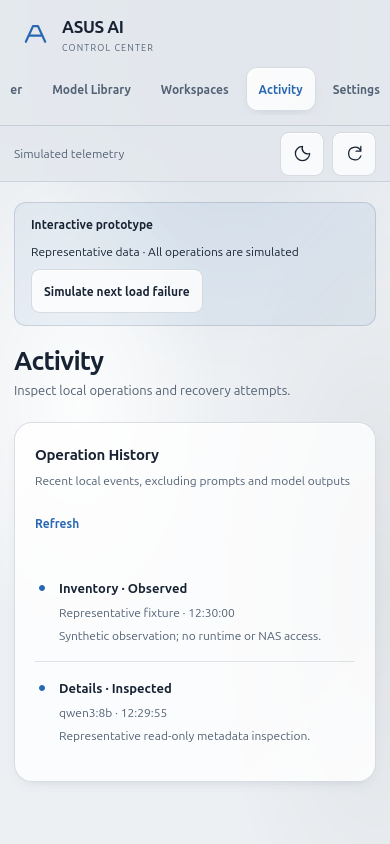 ASUS AI
CONTROL CENTER
er
Model Library
Workspaces
Activity
Settings
Simulated telemetry
Interactive prototype
Representative data · All operations are simulated
Simulate next load failure
Activity
Inspect local operations and recovery attempts.
Operation History
Recent local events, excluding prompts and model outputs
Refresh
Inventory · Observed
Representative fixture · 12:30:00
Synthetic observation; no runtime or NAS access.
Details · Inspected
qwen3:8b · 12:29:55
Representative read-only metadata inspection.